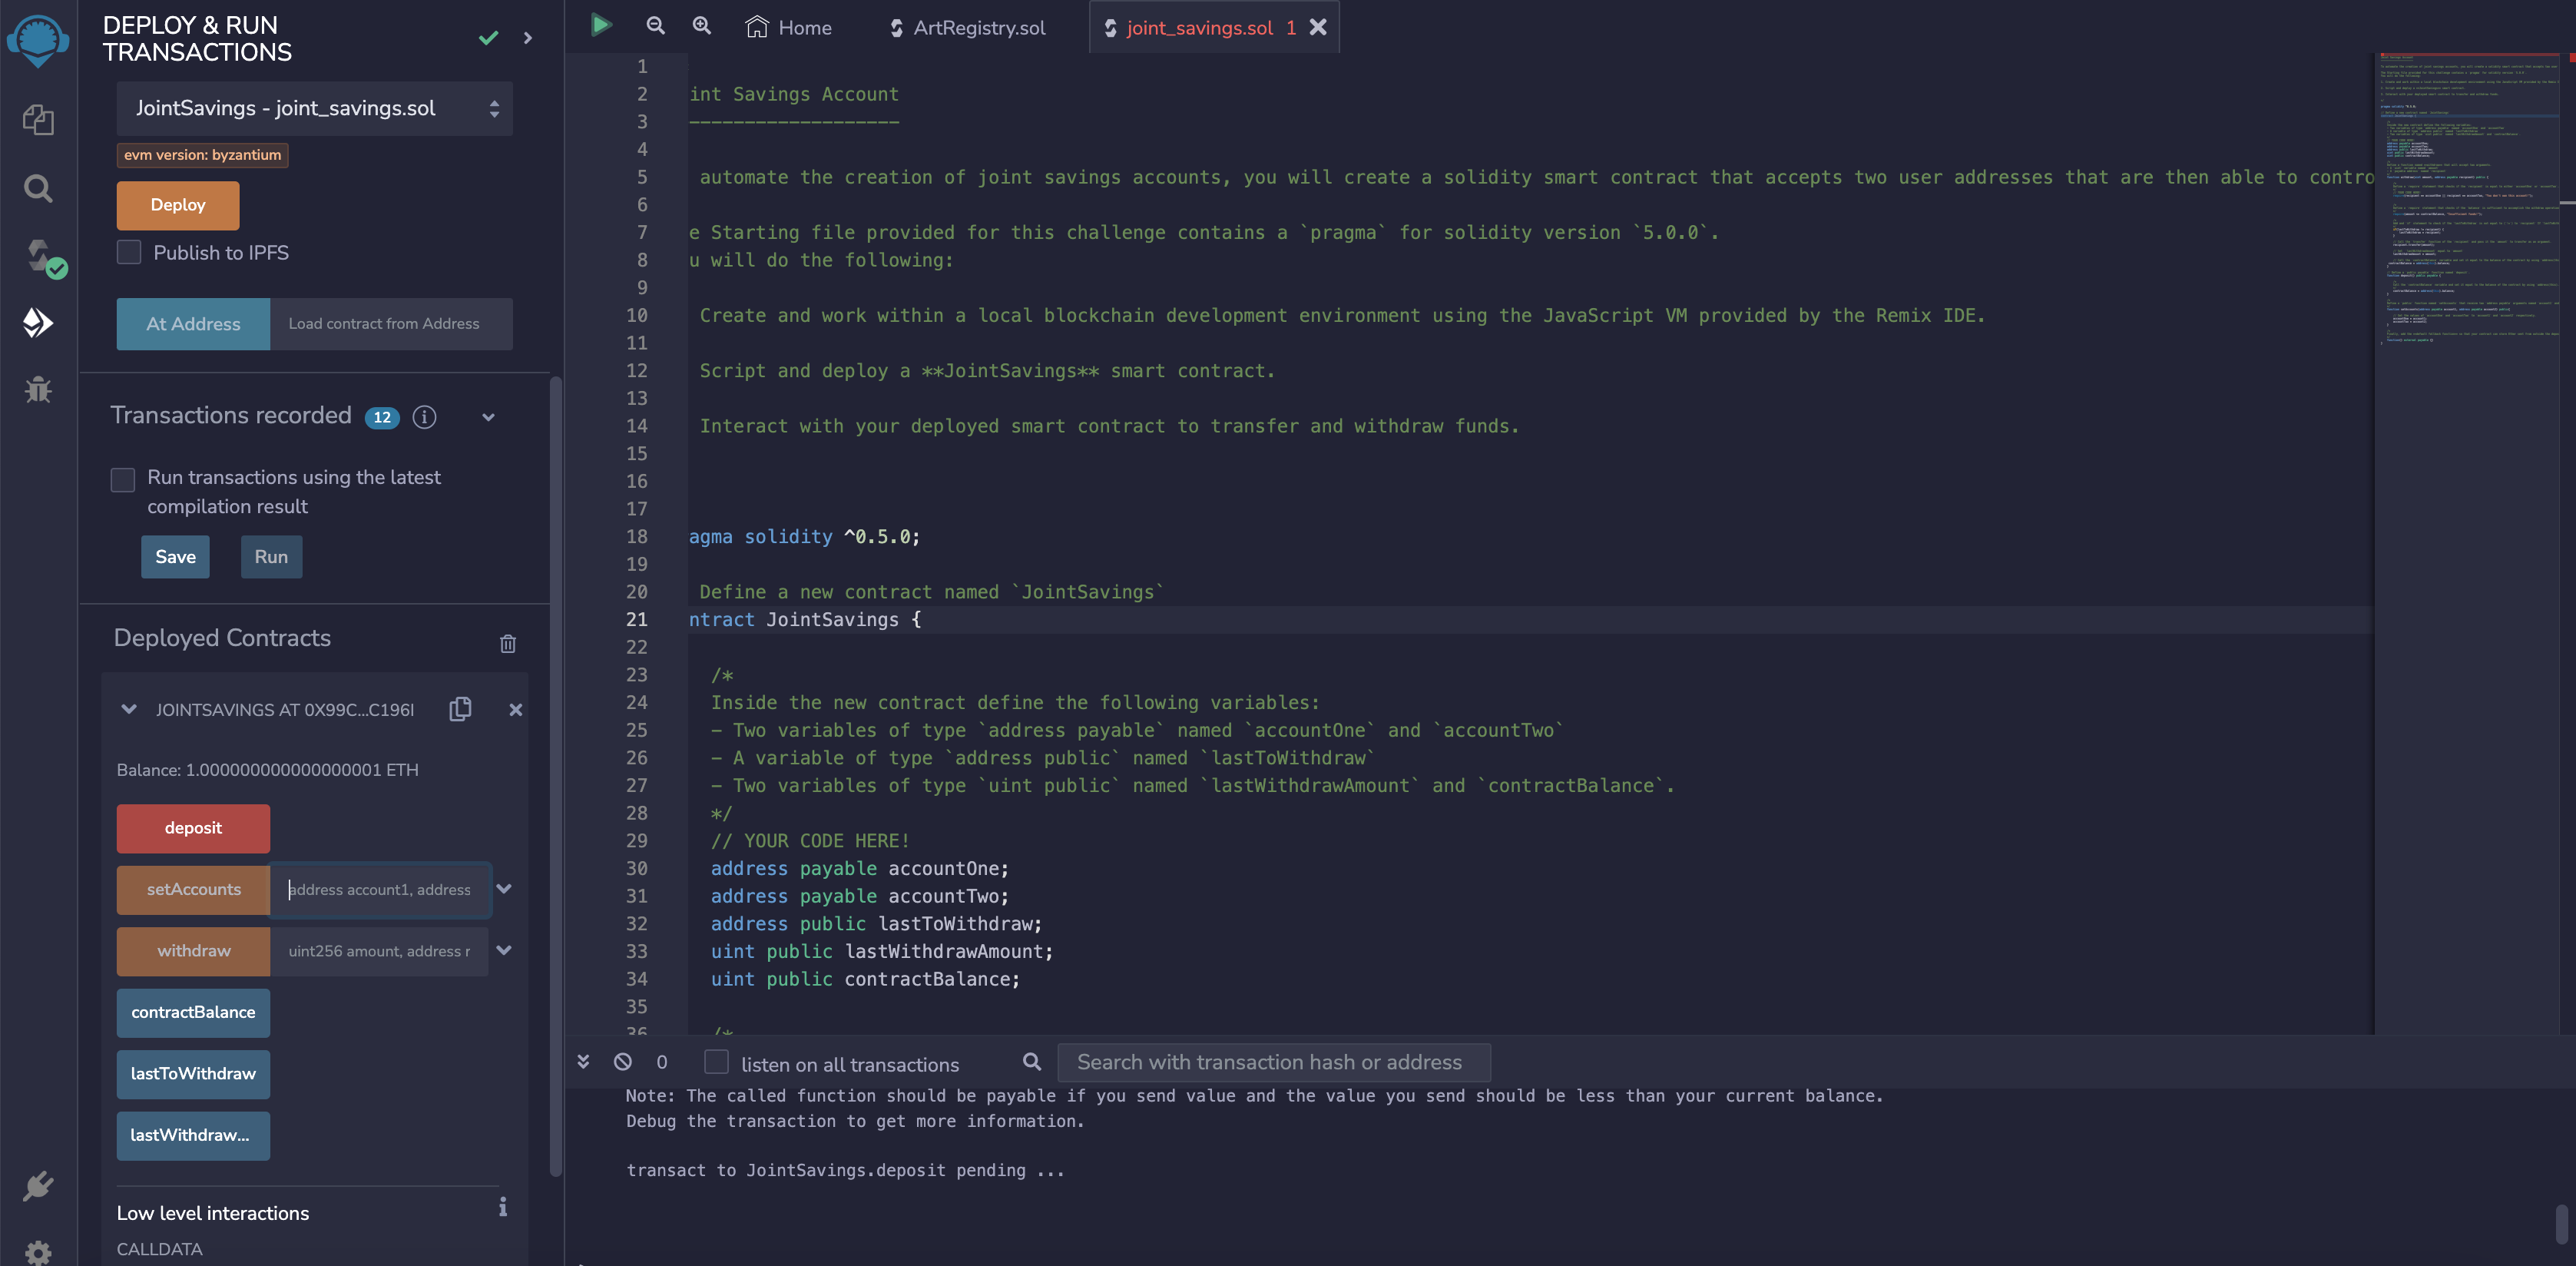 DEPLOY & RUN
TRANSACTIONS
JointSavings - joint_savings.sol
evm version: byzantium
Deploy
Publish to IPFS
At Address
Load contract from Address
Transactions recorded 12
Run transactions using the latest
compilation result
Save
Run
Deployed Contracts
JOINTSAVINGS AT 0X99C...C196
Balance: 1.000000000000000001 ETH
deposit
setAccounts
address account1, address
withdraw
uint256 amount, address r
contractBalance
lastToWithdraw
lastWithdraw...
Low level interactions
CALLDATA
Home
ArtRegistry.sol
joint_savings.sol 1
1
2 int Savings Account
3 -------------------
4
5 automate the creation of joint savings accounts, you will create a solidity smart contract that accepts two user addresses that are then able to contro
6
7 e Starting file provided for this challenge contains a `pragma` for solidity version `5.0.0`.
8 u will do the following:
9
10 Create and work within a local blockchain development environment using the JavaScript VM provided by the Remix IDE.
11
12 Script and deploy a **JointSavings** smart contract.
13
14 Interact with your deployed smart contract to transfer and withdraw funds.
15
16
17
18 agma solidity ^0.5.0;
19
20 Define a new contract named `JointSavings`
21 ntract JointSavings {
22
23 /*
24 Inside the new contract define the following variables:
25 - Two variables of type `address payable` named `accountOne` and `accountTwo`
26 - A variable of type `address public` named `lastToWithdraw`
27 - Two variables of type `uint public` named `lastWithdrawAmount` and `contractBalance`.
28 */
29 // YOUR CODE HERE!
30 address payable accountOne;
31 address payable accountTwo;
32 address public lastToWithdraw;
33 uint public lastWithdrawAmount;
34 uint public contractBalance;
35
36 /*
0
listen on all transactions
Search with transaction hash or address
Note: The called function should be payable if you send value and the value you send should be less than your current balance.
Debug the transaction to get more information.
transact to JointSavings.deposit pending ...